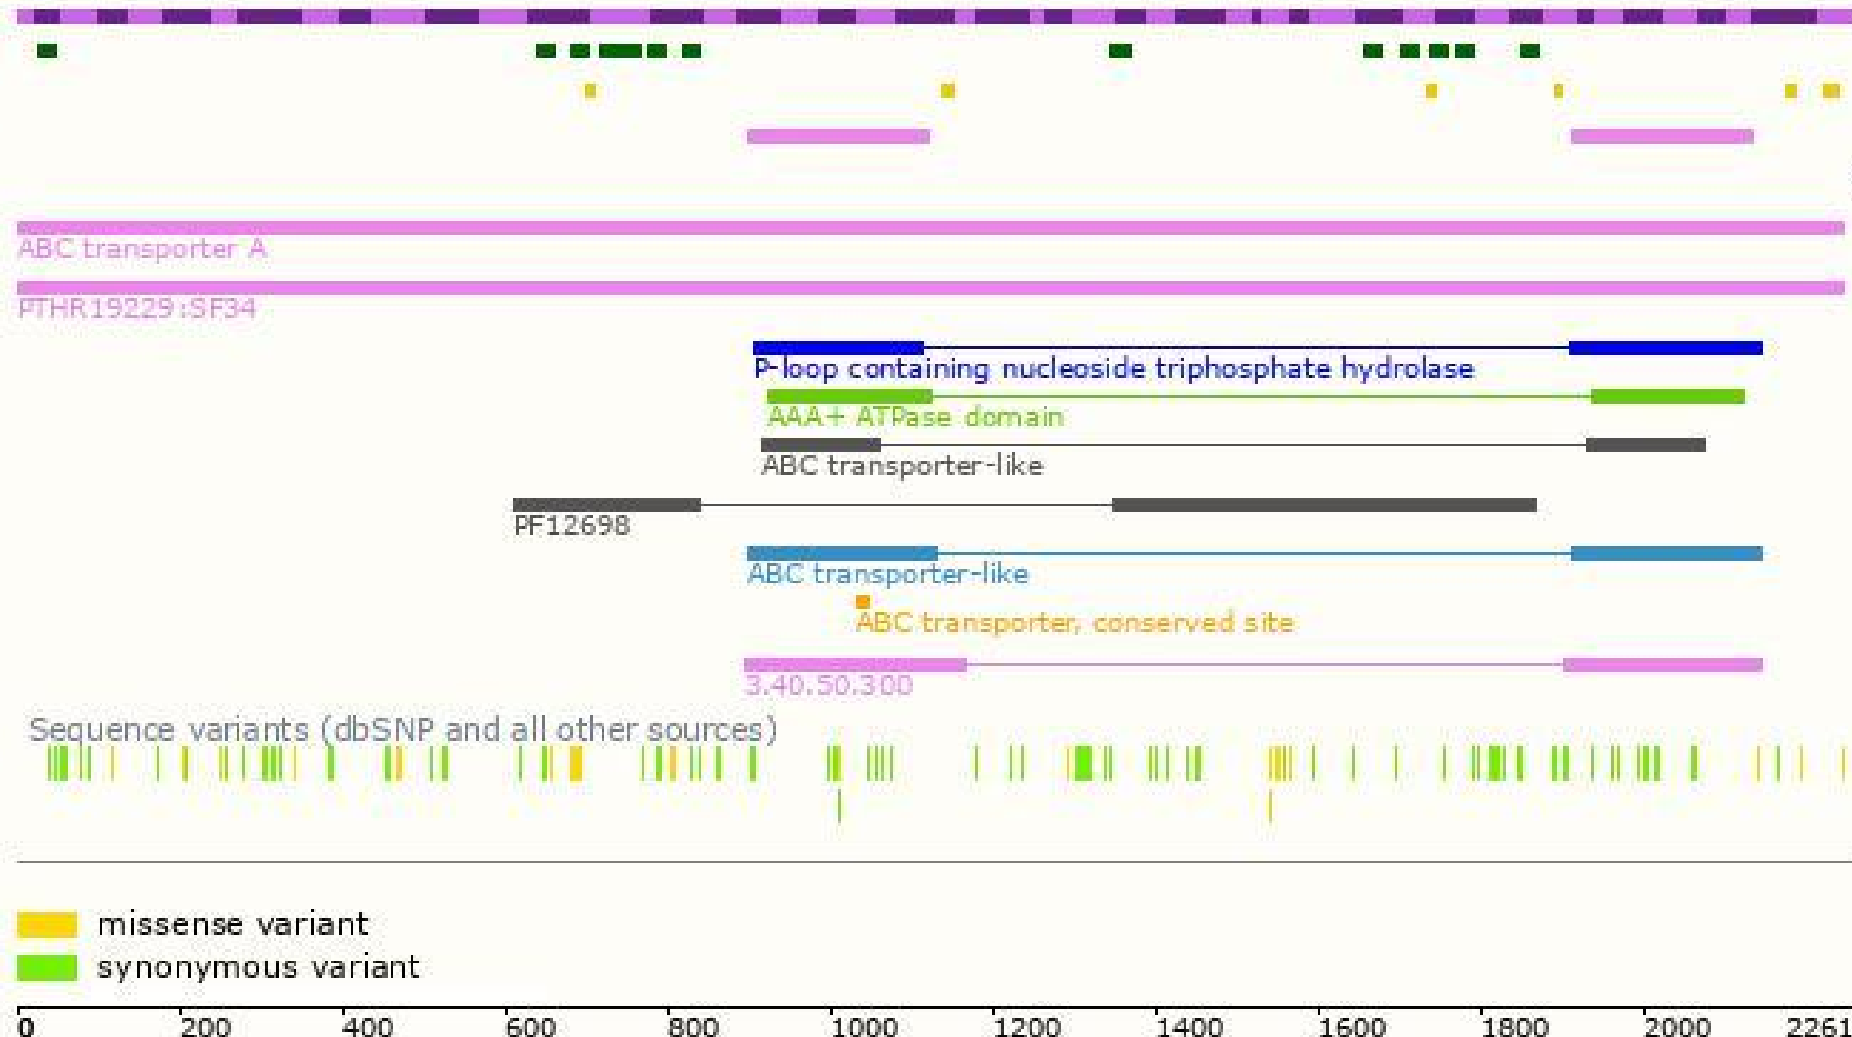 ABC transporter A
PTHR19229:SF34
P-loop containing nucleoside triphosphate hydrolase
AAA+ ATPase domain
ABC transporter-like
PF12698
ABC transporter-like
ABC transporter, conserved site
3.40.50.300
Sequence variants (dbSNP and all other sources)
missense variant
synonymous variant
0 200 400 600 800 1000 1200 1400 1600 1800 2000 2261